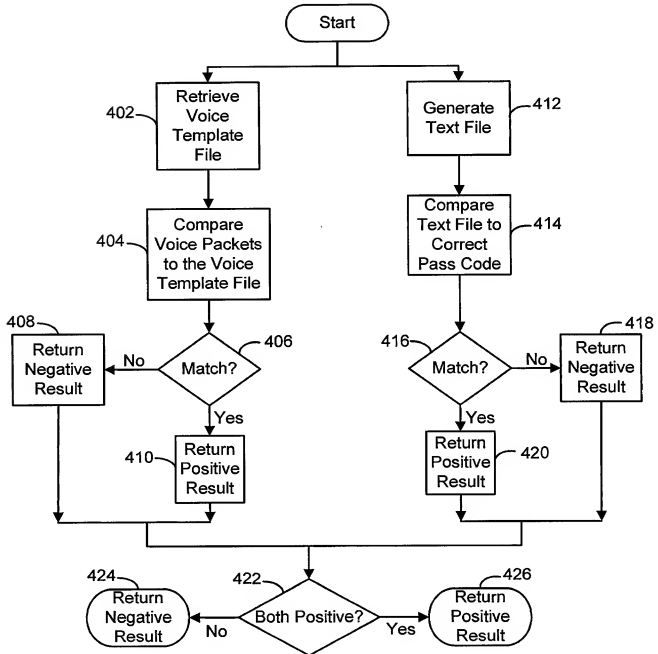 Start
402
Retrieve
Voice
Template
File
Generate
Text File
412
404
Compare
Voice Packets
to the Voice
Template File
Compare
Text File to
Correct
Pass Code
414
408
Return
Negative
Result
No
Match?
406
Yes
416
Match?
No
418
Return
Negative
Result
Yes
410
Return
Positive
Result
Return
Positive
Result
420
424
Return
Negative
Result
No
422
Both Positive?
Yes
426
Return
Positive
Result